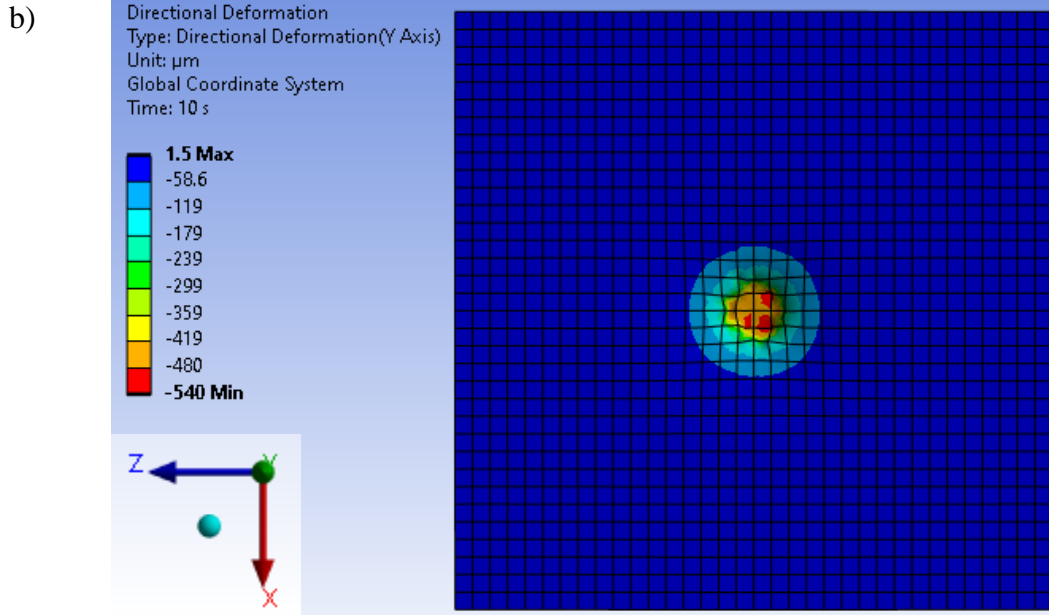 b)
Directional Deformation
Type: Directional Deformation(Y Axis)
Unit: µm
Global Coordinate System
Time: 10 s
1.5 Max
-58.6
-119
-179
-239
-299
-359
-419
-480
-540 Min
Z
Y
X